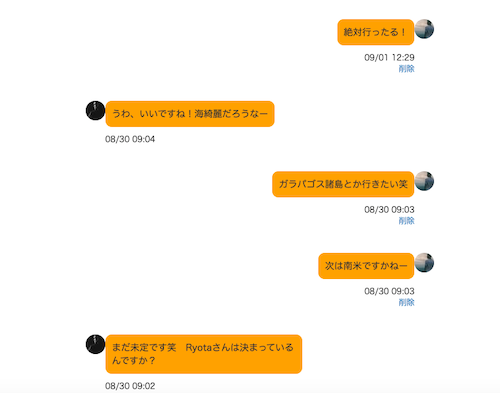 絶対行ったる！
09/01 12:29
削除
うわ、いいですね！海綺麗だろうなー
08/30 09:04
ガラパゴス諸島とか行きたい笑
08/30 09:03
削除
次は南米ですかねー
08/30 09:03
削除
まだ未定です笑　Ryotaさんは決まっている
んですか？
08/30 09:02